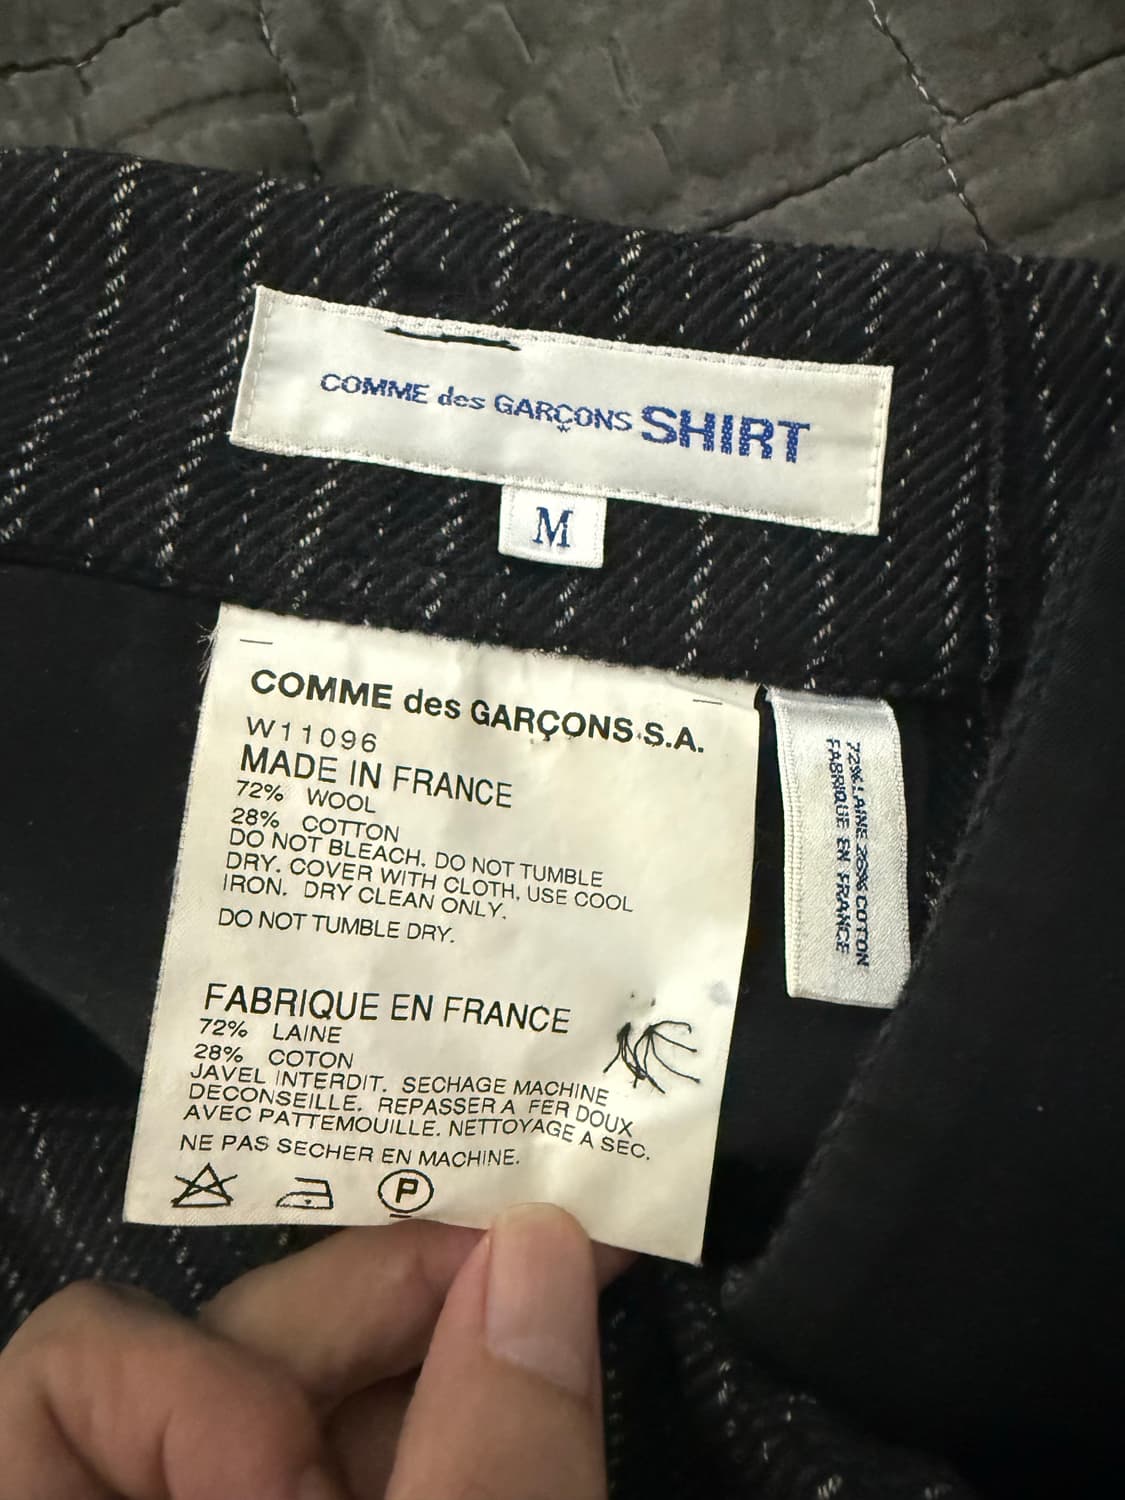 COMME des GARÇONS SHIRT
M
COMME des GARÇONS S.A.
W11096
MADE IN FRANCE
72% WOOL
28% COTTON
DO NOT BLEACH. DO NOT TUMBLE
DRY. COVER WITH CLOTH, USE COOL
IRON. DRY CLEAN ONLY.
DO NOT TUMBLE DRY.
FABRIQUE EN FRANCE
72% LAINE
28% COTON
JAVEL INTERDIT. SECHAGE MACHINE
DECONSEILLE. REPASSER A FER DOUX
AVEC PATTEMOUILLE. NETTOYAGE A SEC.
NE PAS SECHER EN MACHINE.
P
72% LAINE 28% COTON
FABRIQUE EN FRANCE